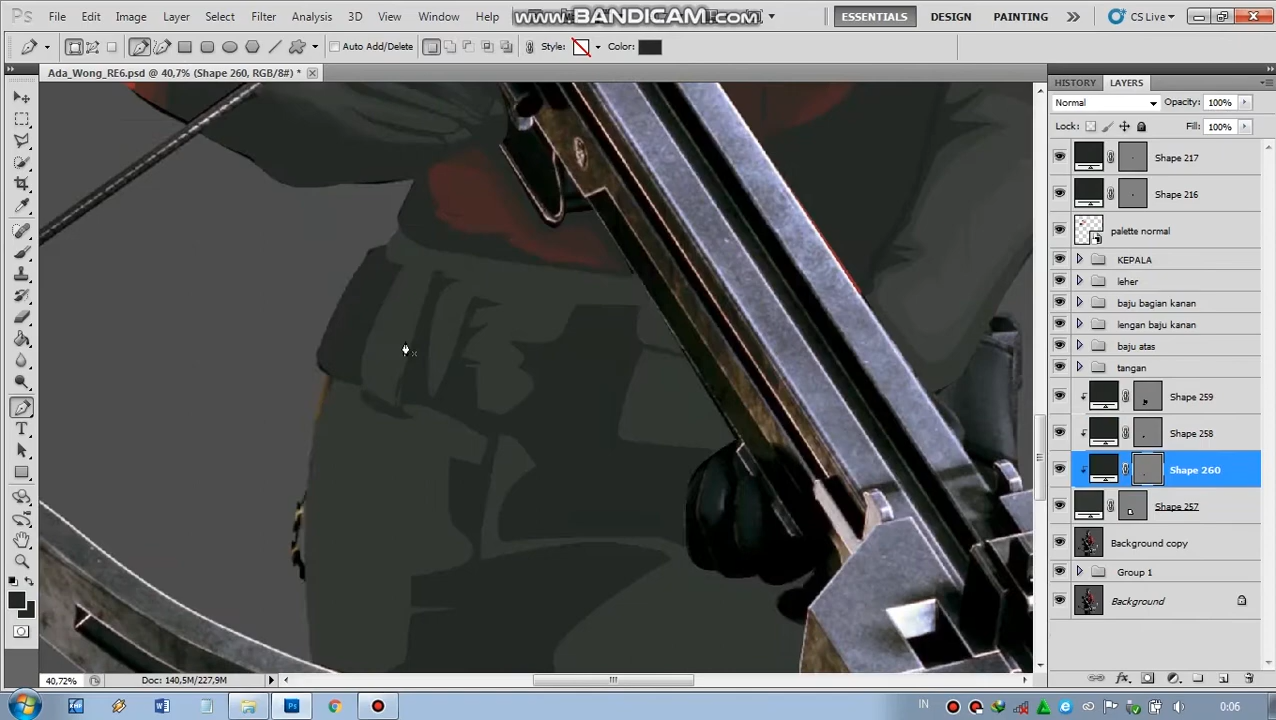 www.BANDICAM.com
Ps File Edit Image Layer Select Filter Analysis 3D View Window Help
ESSENTIALS DESIGN PAINTING CS Live
Auto Add/Delete Style: Color:
Ada_Wong_RE6.psd @ 40,7% (Shape 260, RGB/8#) *
HISTORY LAYERS
Normal Opacity: 100%
Lock: Fill: 100%
Shape 217
Shape 216
palette normal
KEPALA
leher
baju bagian kanan
lengan baju kanan
baju atas
tangan
Shape 259
Shape 258
Shape 260
Shape 257
Background copy
Group 1
Background
40,72% Doc: 140,5M/227,9M
IN 0:06